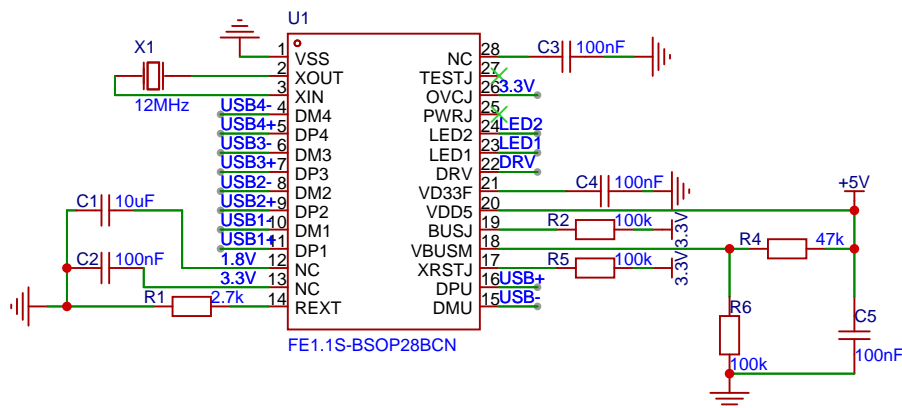 U1
X1
12MHz
1 VSS
2 XOUT
3 XIN
USB4- 4 DM4
USB4+ 5 DP4
USB3- 6 DM3
USB3+ 7 DP3
USB2- 8 DM2
USB2+ 9 DP2
USB1- 10 DM1
USB1+ 11 DP1
1.8V 12 NC
3.3V 13 NC
14 REXT
C1 10uF
C2 100nF
R1 2.7k
NC 28
TESTJ 27
OVCJ 26 3.3V
PWRJ 25
LED2 24 LED2
LED1 23 LED1
DRV 22 DRV
VD33F 21
VDD5 20
BUSJ 19
VBUSM 18
XRSTJ 17
DPU 16 USB+
DMU 15 USB-
FE1.1S-BSOP28BCN
C3 100nF
C4 100nF
R2 100k 3.3V
R5 100k 3.3V
+5V
R4 47k
R6
100k
C5
100nF